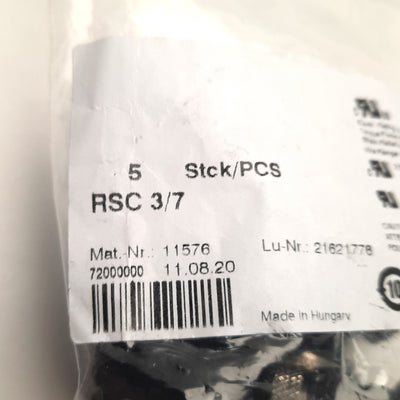 5 Stck/PCS
RSC 3/7
Mat.-Nr.: 11576 Lu-Nr.: 21621778
72000000 11.08.20
10
Made in Hungary